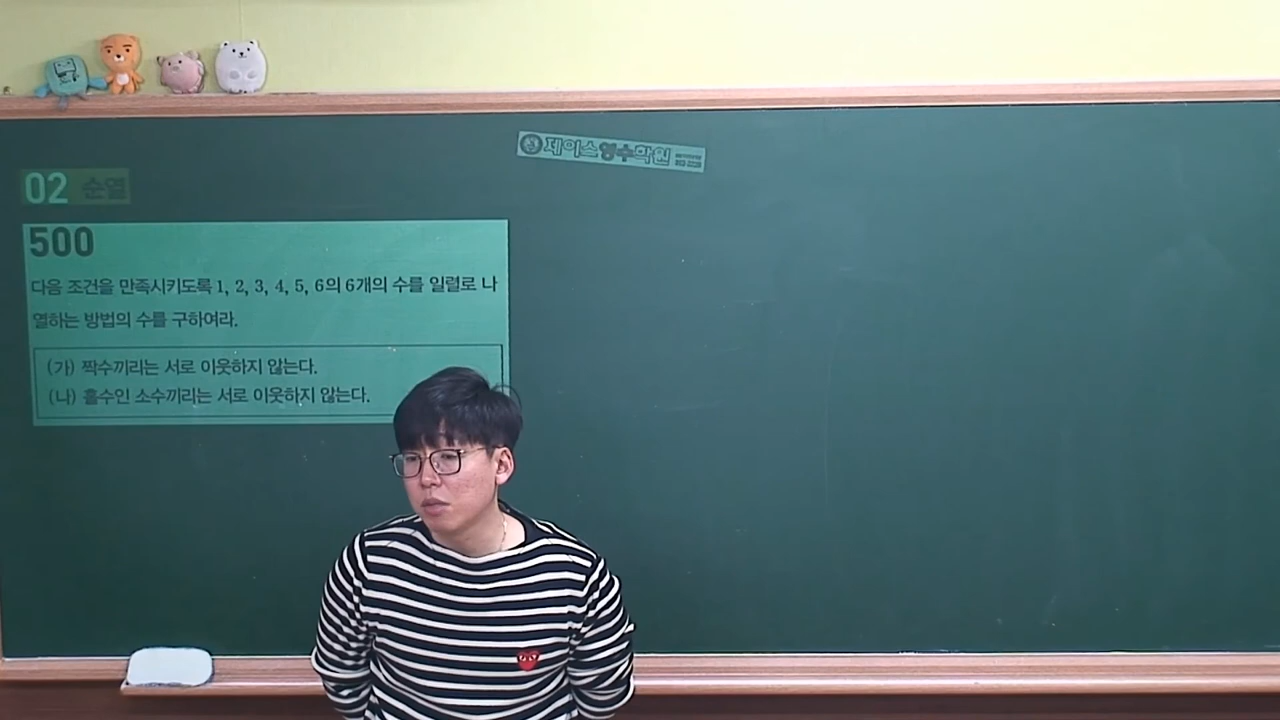 제이스영수학원
02 순열
500
다음 조건을 만족시키도록 1, 2, 3, 4, 5, 6의 6개의 수를 일렬로 나
열하는 방법의 수를 구하여라.
(가) 짝수끼리는 서로 이웃하지 않는다.
(나) 홀수인 소수끼리는 서로 이웃하지 않는다.